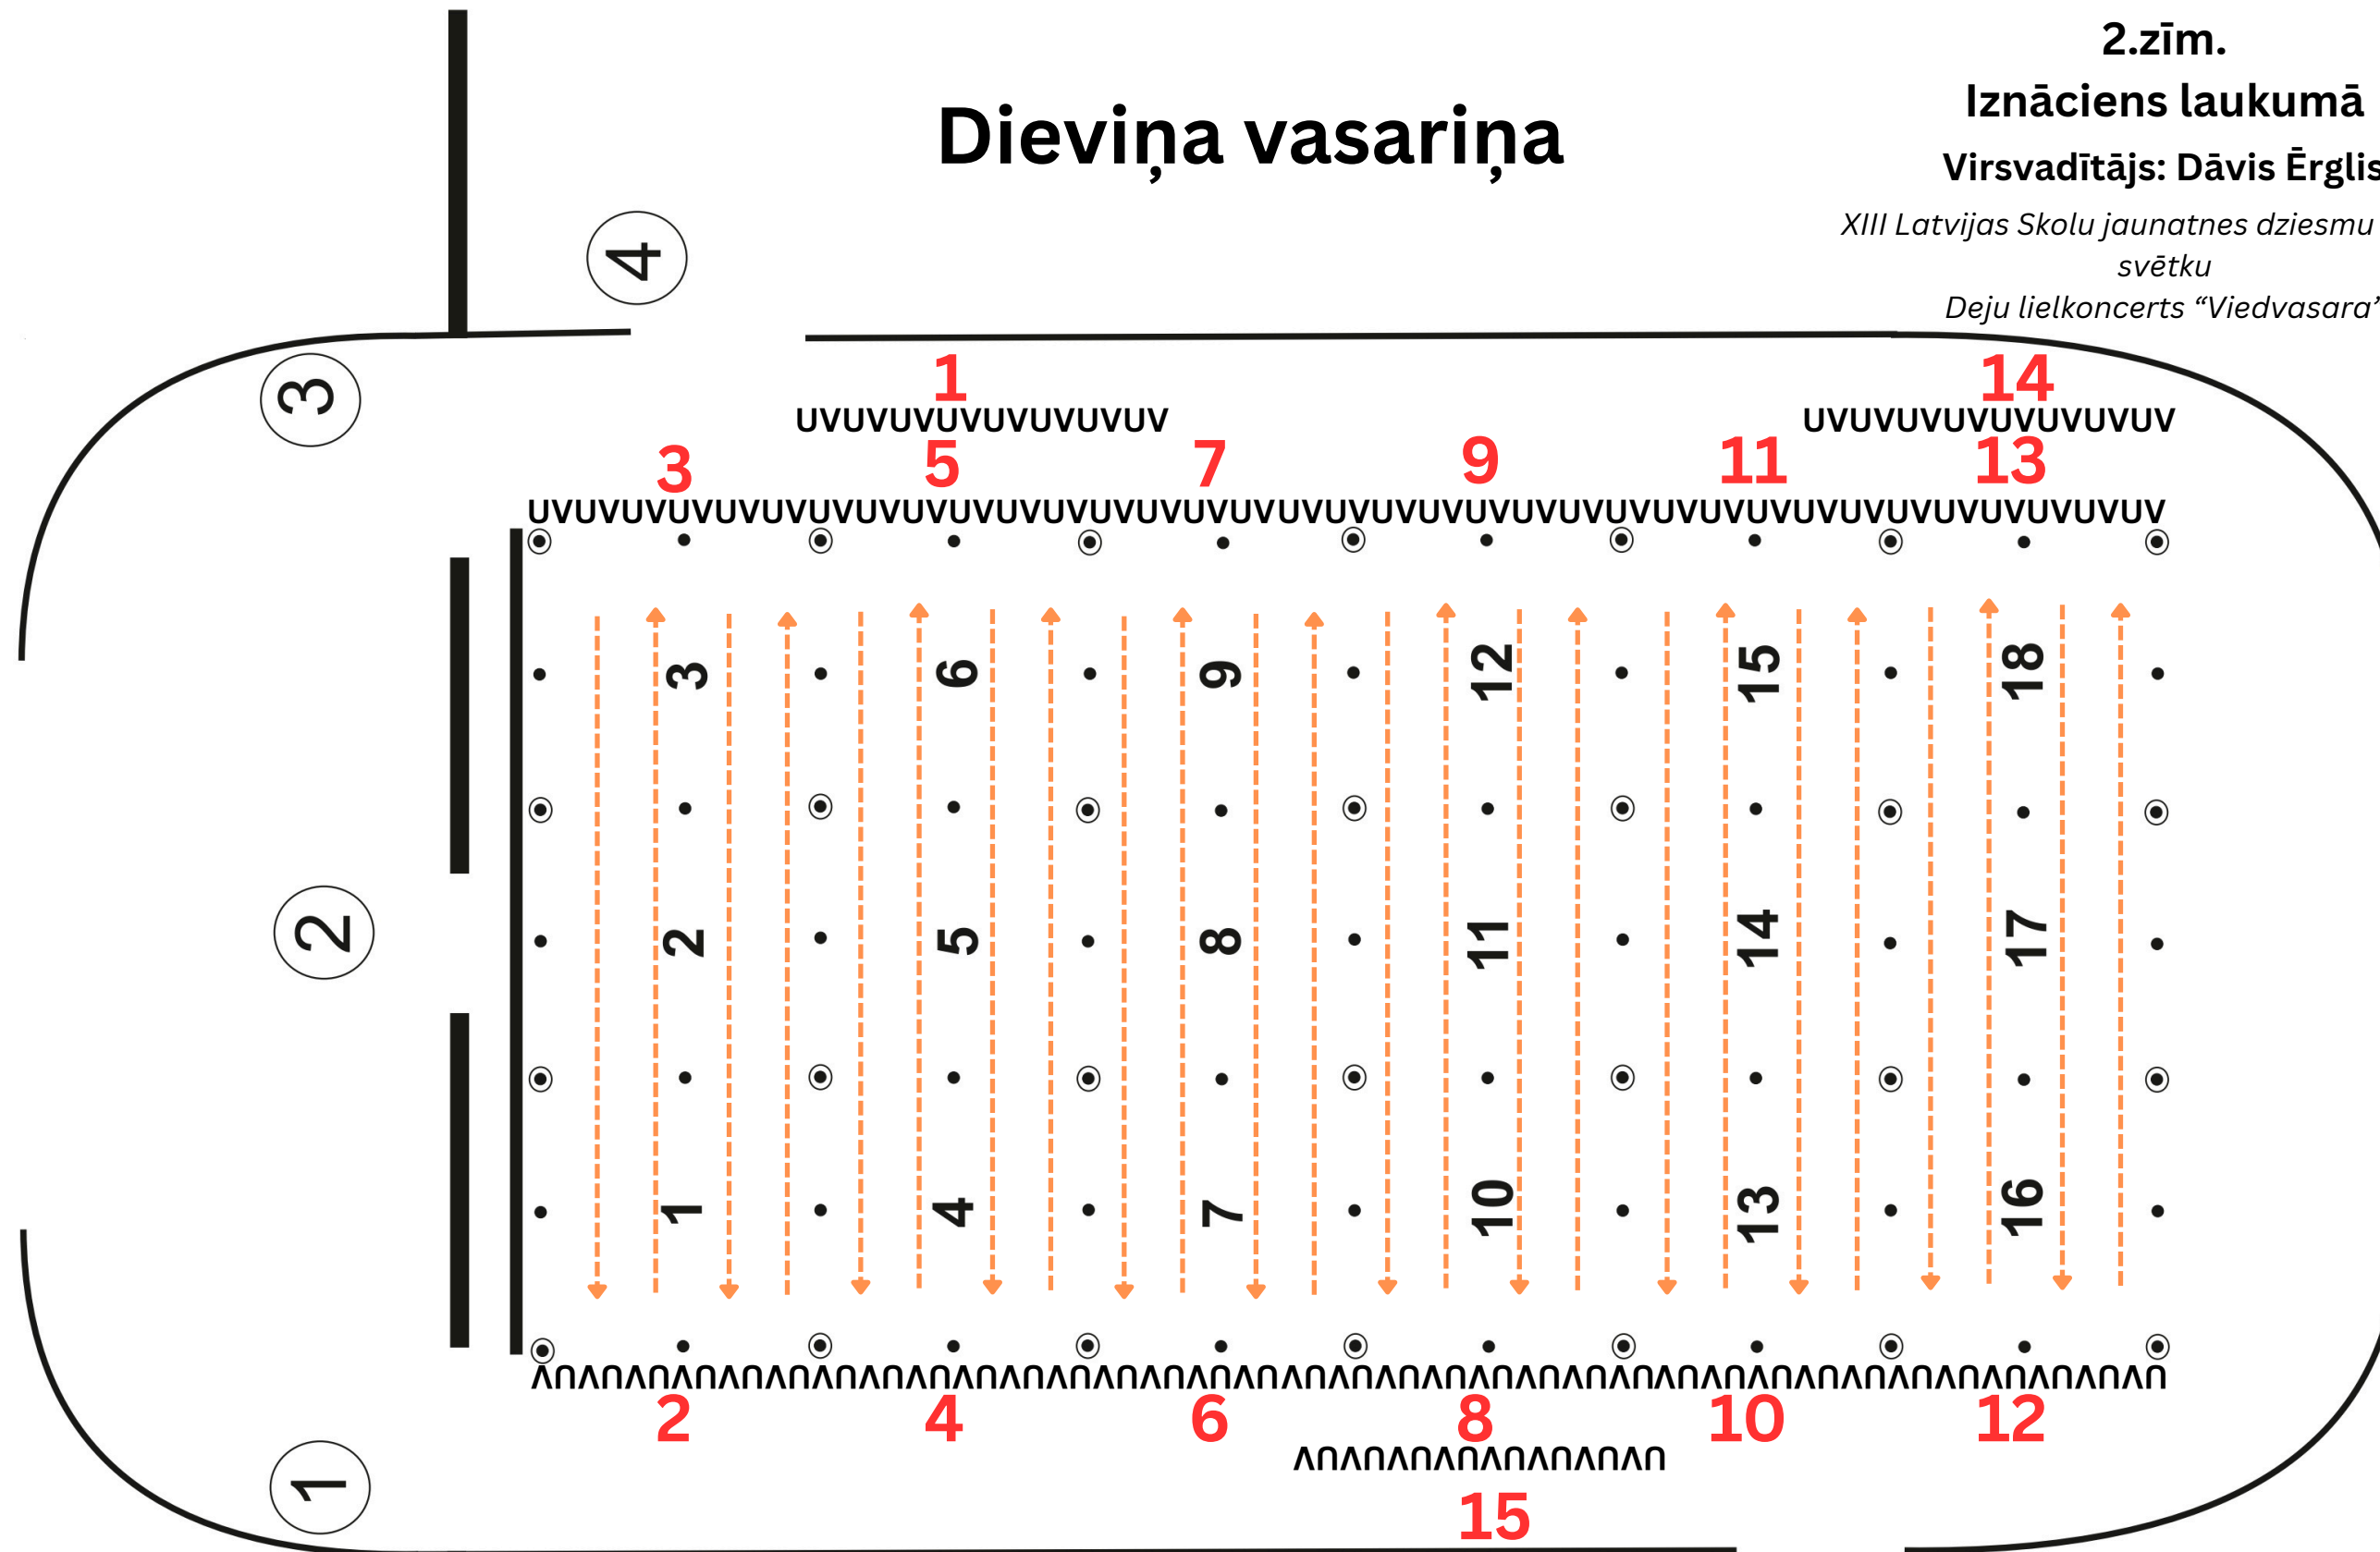 2.zīm.
Dieviņa vasariņa
Iznāciens laukumā
Virsvadītājs: Dāvis Ērglis
XIII Latvijas Skolu jaunatnes dziesmu
svētku
Deju lielkoncerts “Viedvasara”
4
3
1 14
UVUVUVUVUVUVUVUV UVUVUVUVUVUVUVUV
3 5 7 9 11 13
UVUVUVUVUVUVUVUVUVUVUVUVUVUVUVUVUVUVUVUVUVUVUVUVUVUVUVUVUVUVUVUVUVUVUV
3 6 9 12 15 18
2
2 5 8 11 14 17
1 4 7 10 13 16
ΛUΛUΛUΛUΛUΛUΛUΛUΛUΛUΛUΛUΛUΛUΛUΛUΛUΛUΛUΛUΛUΛUΛUΛUΛUΛUΛUΛUΛUΛUΛUΛUΛUΛUΛU
2 4 6 8 10 12
ΛUΛUΛUΛUΛUΛUΛUΛU
1
15